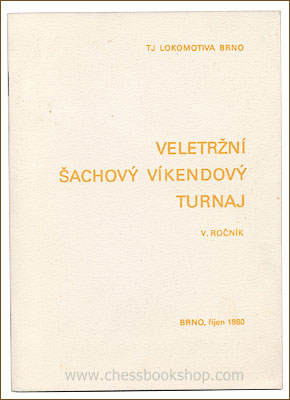 TJ LOKOMOTIVA BRNO
VELETRŽNÍ
ŠACHOVÝ VÍKENDOVÝ
TURNAJ
V. ROČNÍK
BRNO, říjen 1980
www.chessbookshop.com